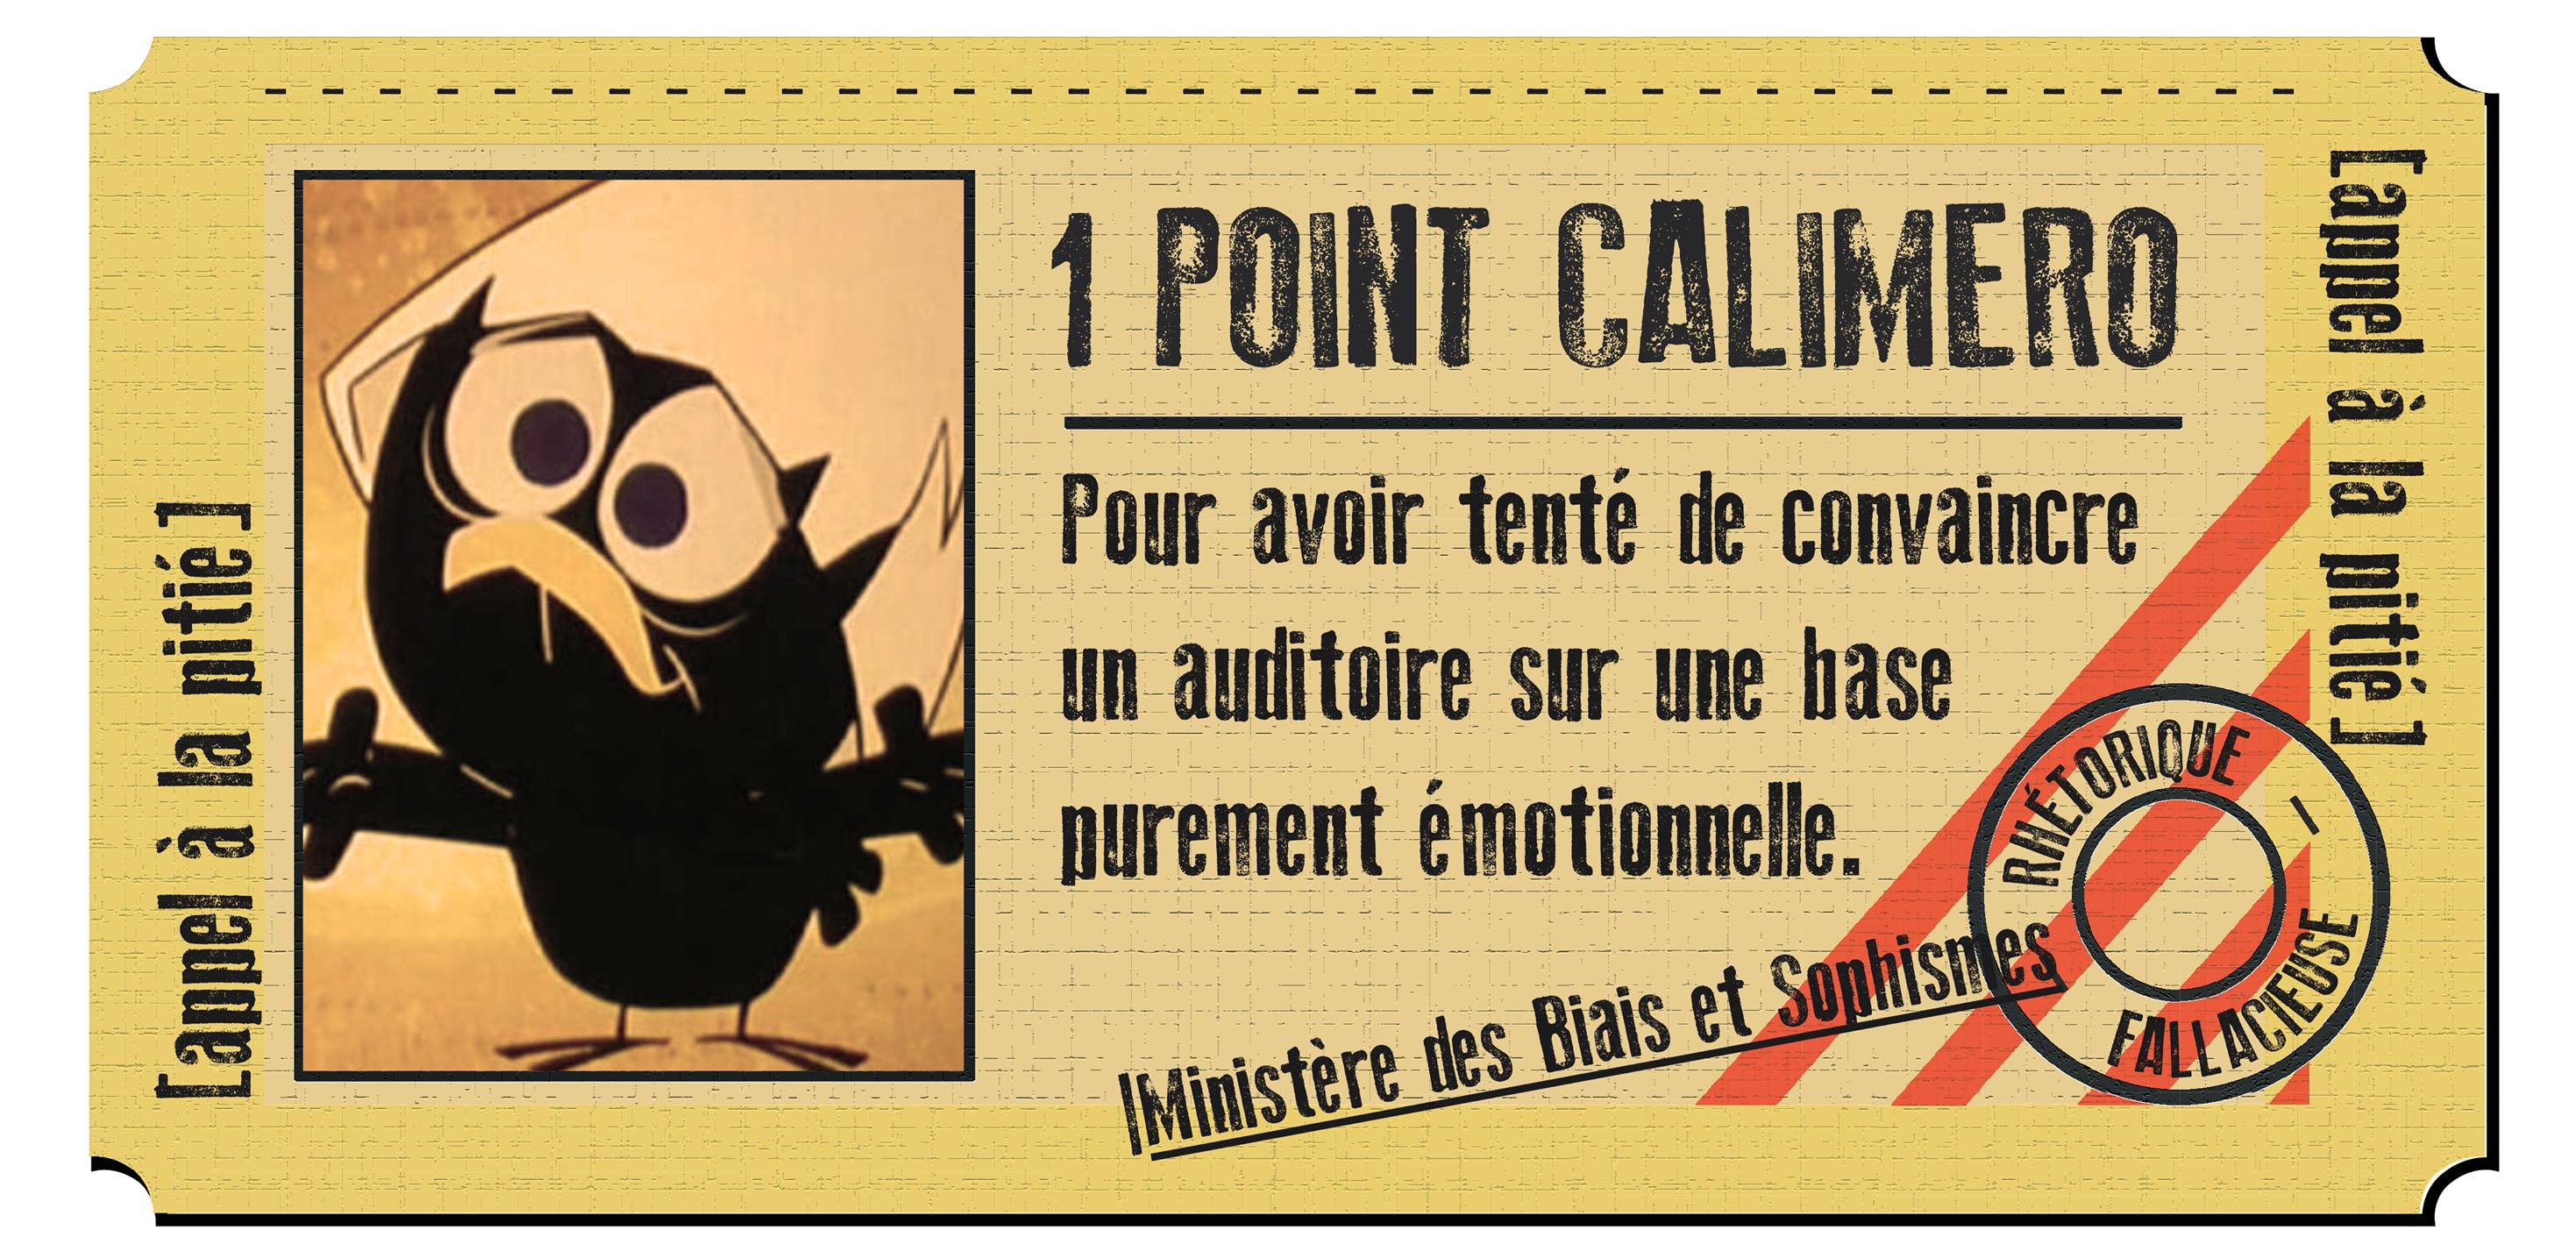 [appel à la pitié]
1 POINT CALIMERO
Pour avoir tenté de convaincre
un auditoire sur une base
purement émotionnelle.
|Ministère des Biais et Sophismes
RHÉTORIQUE
FALLACIEUSE
[appel à la pitié]